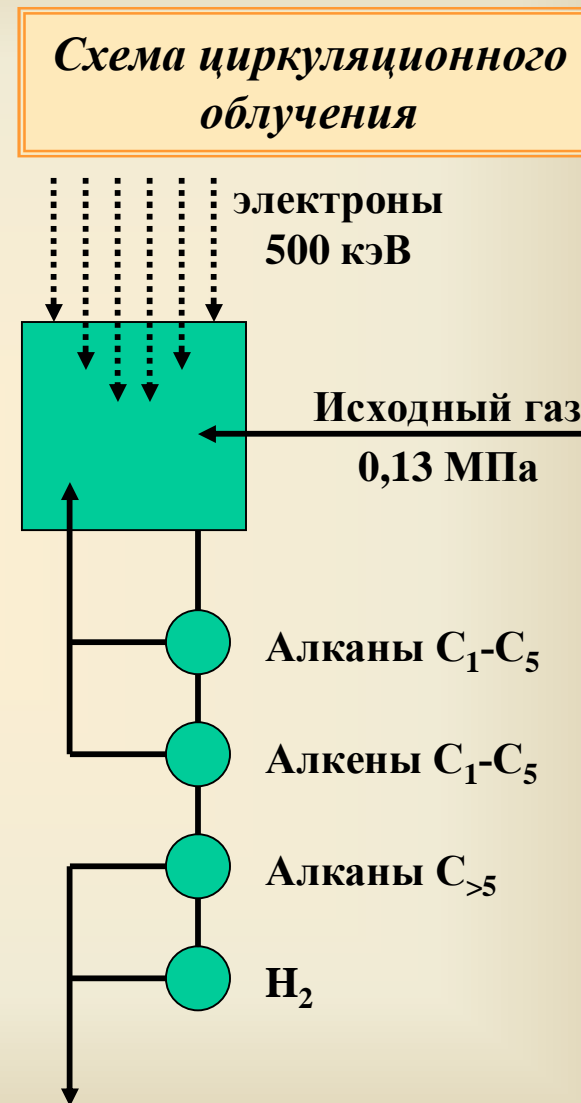 Схема циркуляционного
облучения
электроны
500 кэВ
Исходный газ
0,13 МПа
Алканы C₁-C₅
Алкены C₁-C₅
Алканы C>₅
H₂